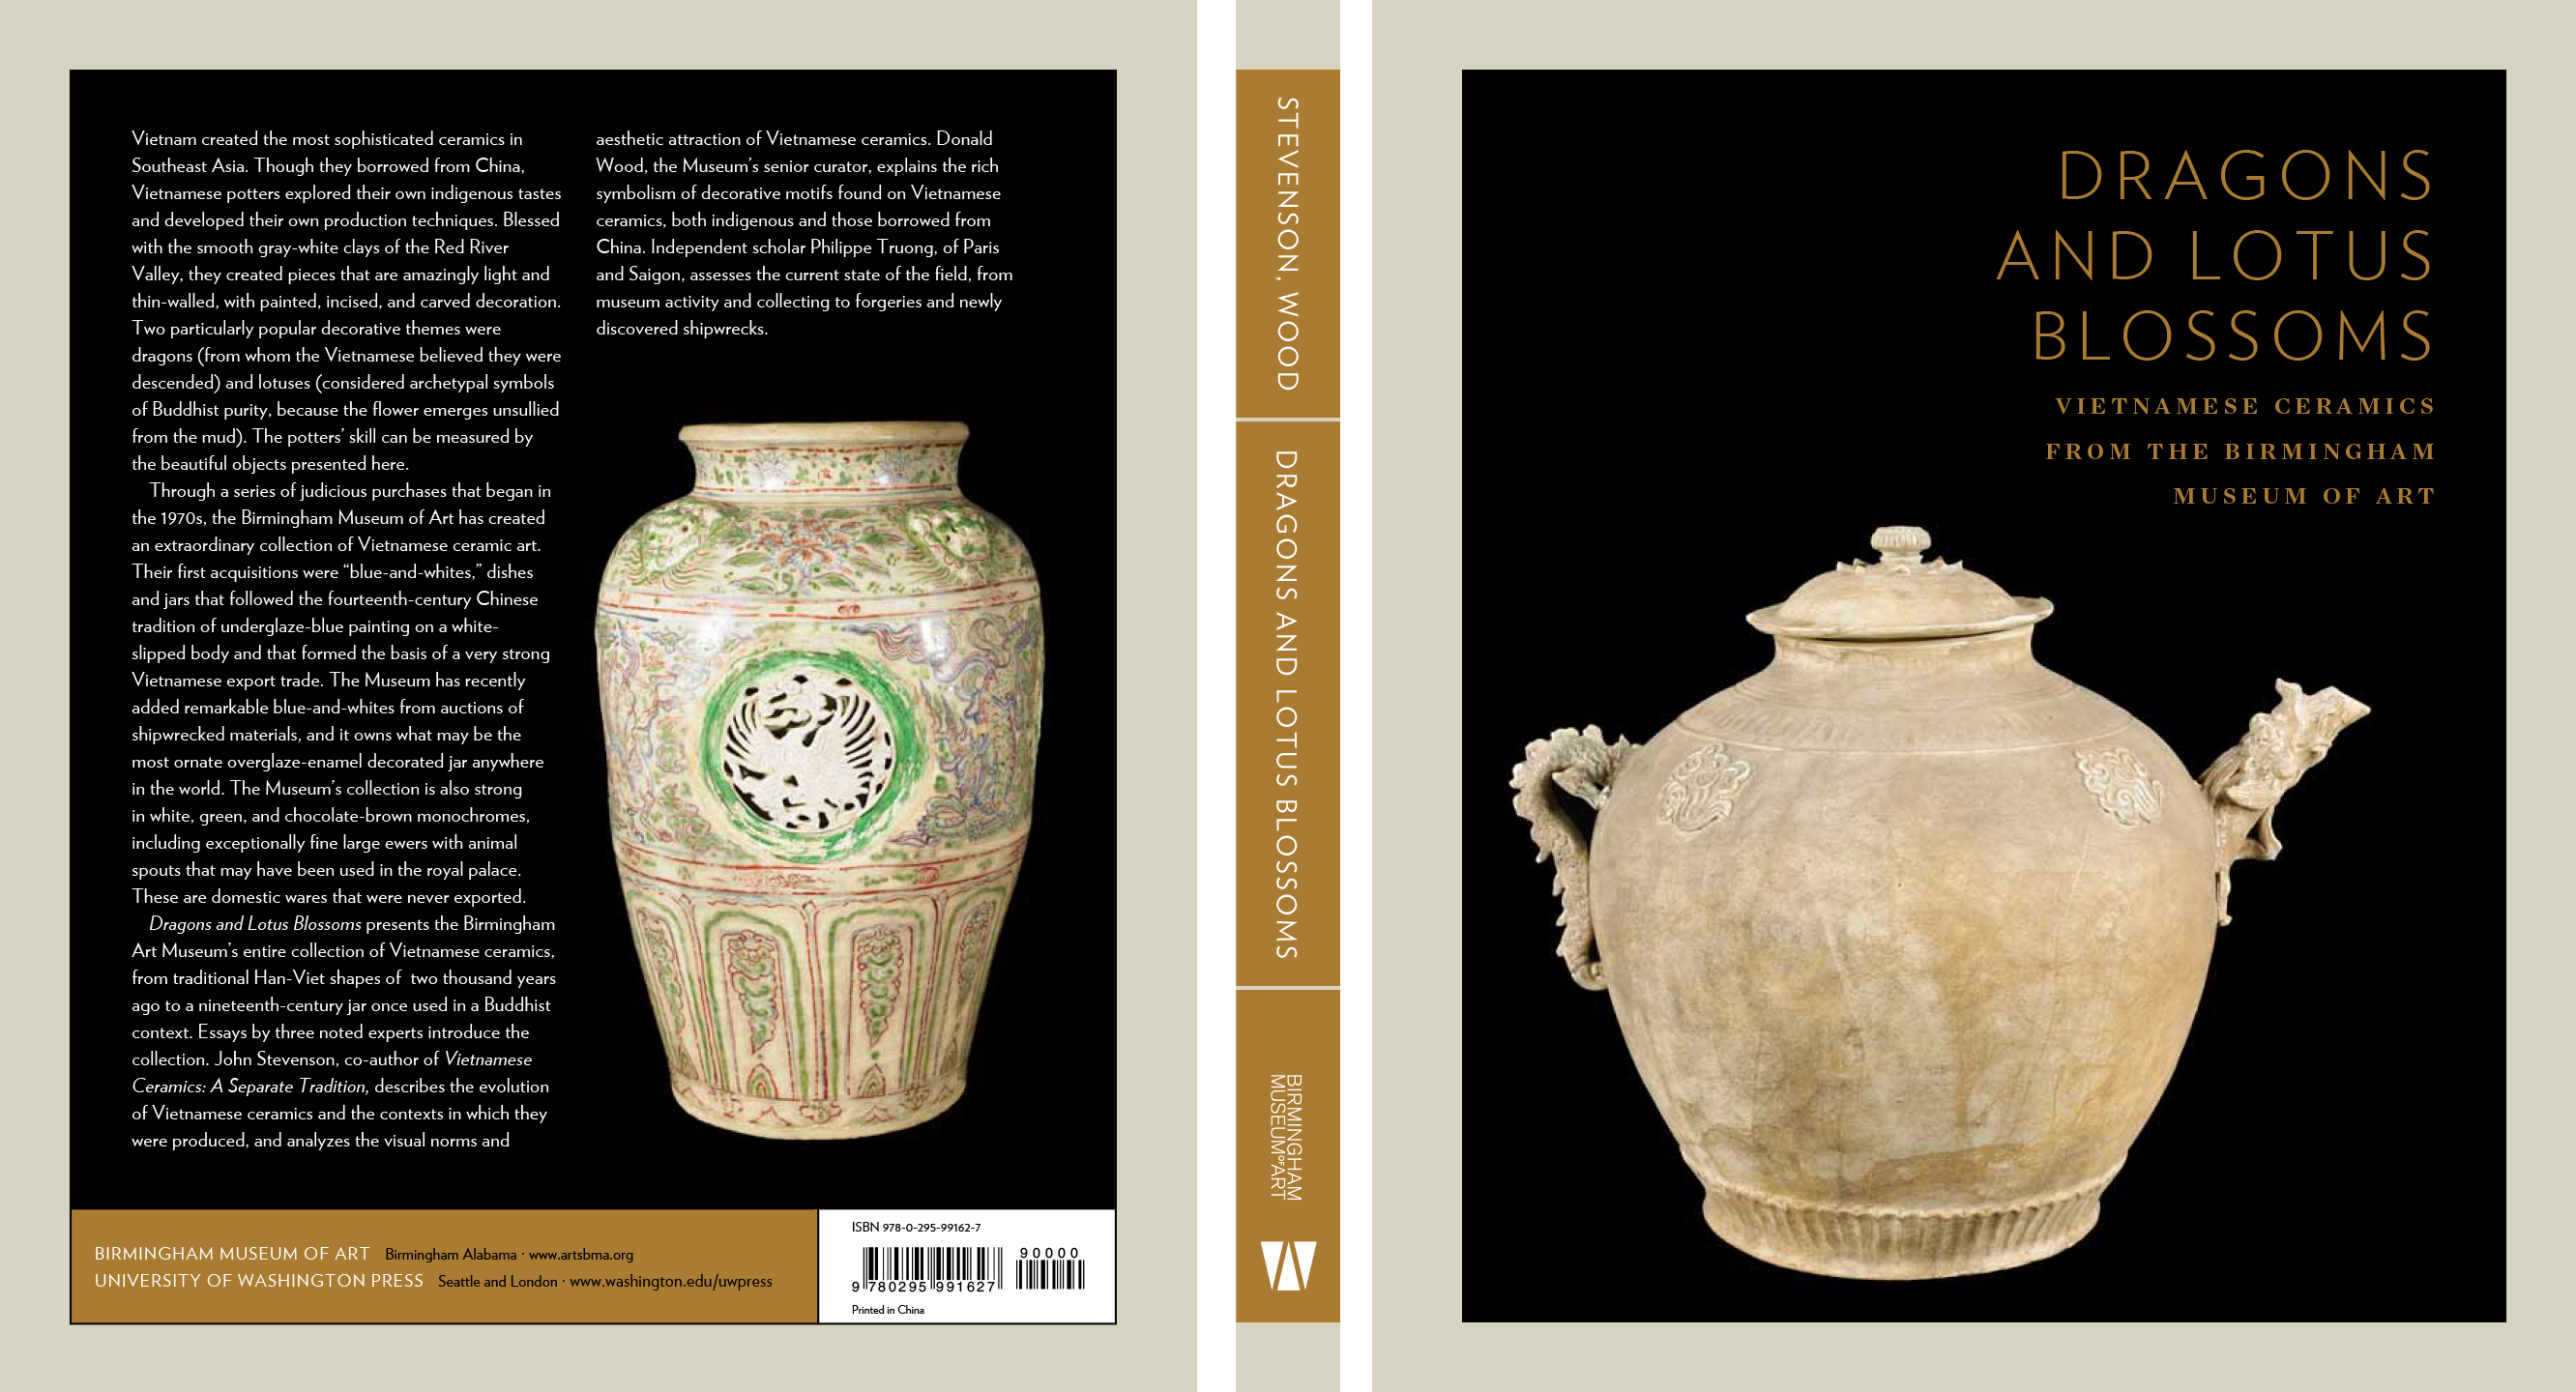 Vietnam created the most sophisticated ceramics in
Southeast Asia. Though they borrowed from China,
Vietnamese potters explored their own indigenous tastes
and developed their own production techniques. Blessed
with the smooth gray-white clays of the Red River
Valley, they created pieces that are amazingly light and
thin-walled, with painted, incised, and carved decoration.
Two particularly popular decorative themes were
dragons (from whom the Vietnamese believed they were
descended) and lotuses (considered archetypal symbols
of Buddhist purity, because the flower emerges unsullied
from the mud). The potters’ skill can be measured by
the beautiful objects presented here.
Through a series of judicious purchases that began in
the 1970s, the Birmingham Museum of Art has created
an extraordinary collection of Vietnamese ceramic art.
Their first acquisitions were “blue-and-whites,” dishes
and jars that followed the fourteenth-century Chinese
tradition of underglaze-blue painting on a white-
slipped body and that formed the basis of a very strong
Vietnamese export trade. The Museum has recently
added remarkable blue-and-whites from auctions of
shipwrecked materials, and it owns what may be the
most ornate overglaze-enamel decorated jar anywhere
in the world. The Museum’s collection is also strong
in white, green, and chocolate-brown monochromes,
including exceptionally fine large ewers with animal
spouts that may have been used in the royal palace.
These are domestic wares that were never exported.
Dragons and Lotus Blossoms presents the Birmingham
Art Museum’s entire collection of Vietnamese ceramics,
from traditional Han-Viet shapes of two thousand years
ago to a nineteenth-century jar once used in a Buddhist
context. Essays by three noted experts introduce the
collection. John Stevenson, co-author of Vietnamese
Ceramics: A Separate Tradition, describes the evolution
of Vietnamese ceramics and the contexts in which they
were produced, and analyzes the visual norms and
aesthetic attraction of Vietnamese ceramics. Donald
Wood, the Museum’s senior curator, explains the rich
symbolism of decorative motifs found on Vietnamese
ceramics, both indigenous and those borrowed from
China. Independent scholar Philippe Truong, of Paris
and Saigon, assesses the current state of the field, from
museum activity and collecting to forgeries and newly
discovered shipwrecks.
BIRMINGHAM MUSEUM OF ART Birmingham Alabama · www.artsbma.org
UNIVERSITY OF WASHINGTON PRESS Seattle and London · www.washington.edu/uwpress
ISBN 978-0-295-99162-7
90000
9 780295 991627
Printed in China
STEVENSON, WOOD
DRAGONS AND LOTUS BLOSSOMS
BIRMINGHAM
MUSEUM OF ART
W
DRAGONS
AND LOTUS
BLOSSOMS
VIETNAMESE CERAMICS
FROM THE BIRMINGHAM
MUSEUM OF ART